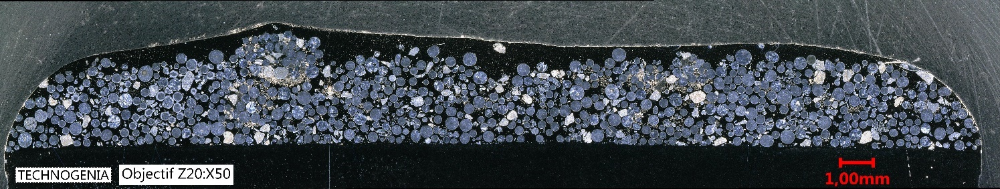 TECHNOGENIA
Objectif Z20:X50
1,00mm